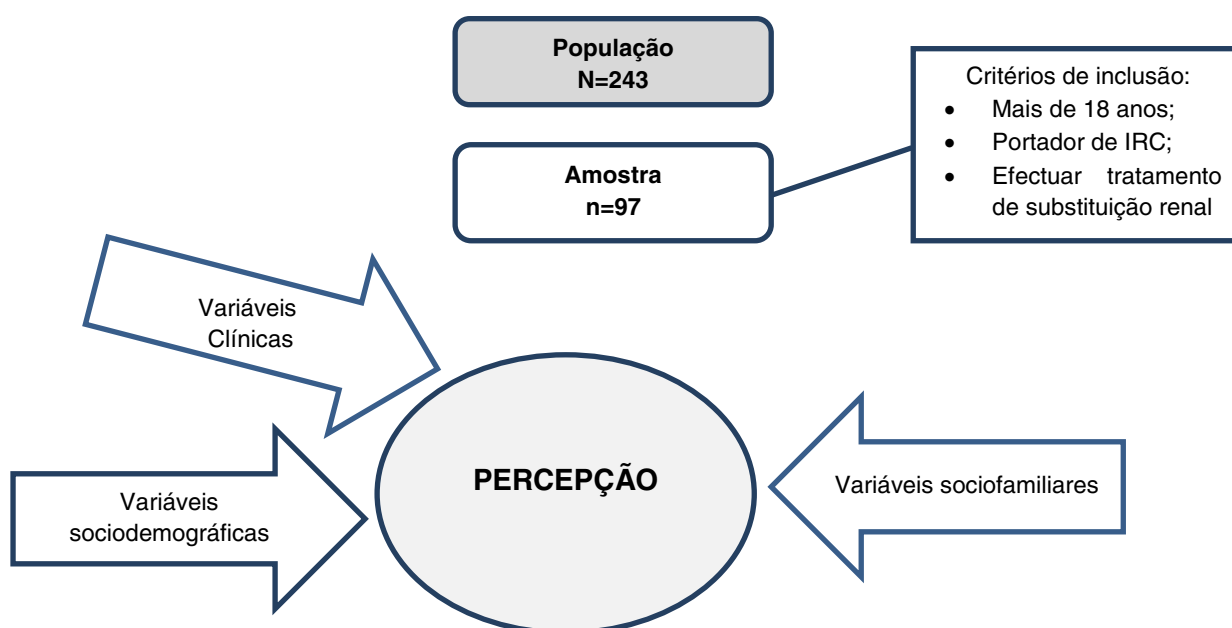 População
N=243
Critérios de inclusão:
• Mais de 18 anos;
• Portador de IRC;
• Efectuar tratamento
de substituição renal
Amostra
n=97
Variáveis
Clínicas
PERCEPÇÃO
Variáveis
sociodemográficas
Variáveis sociofamiliares